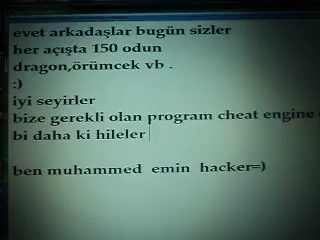 evet arkadaşlar bugün sizler
her açışta 150 odun
dragon,örümcek vb .
:)
iyi seyirler
bize gerekli olan program cheat engine
bi daha ki hileler
ben muhammed emin hacker=)